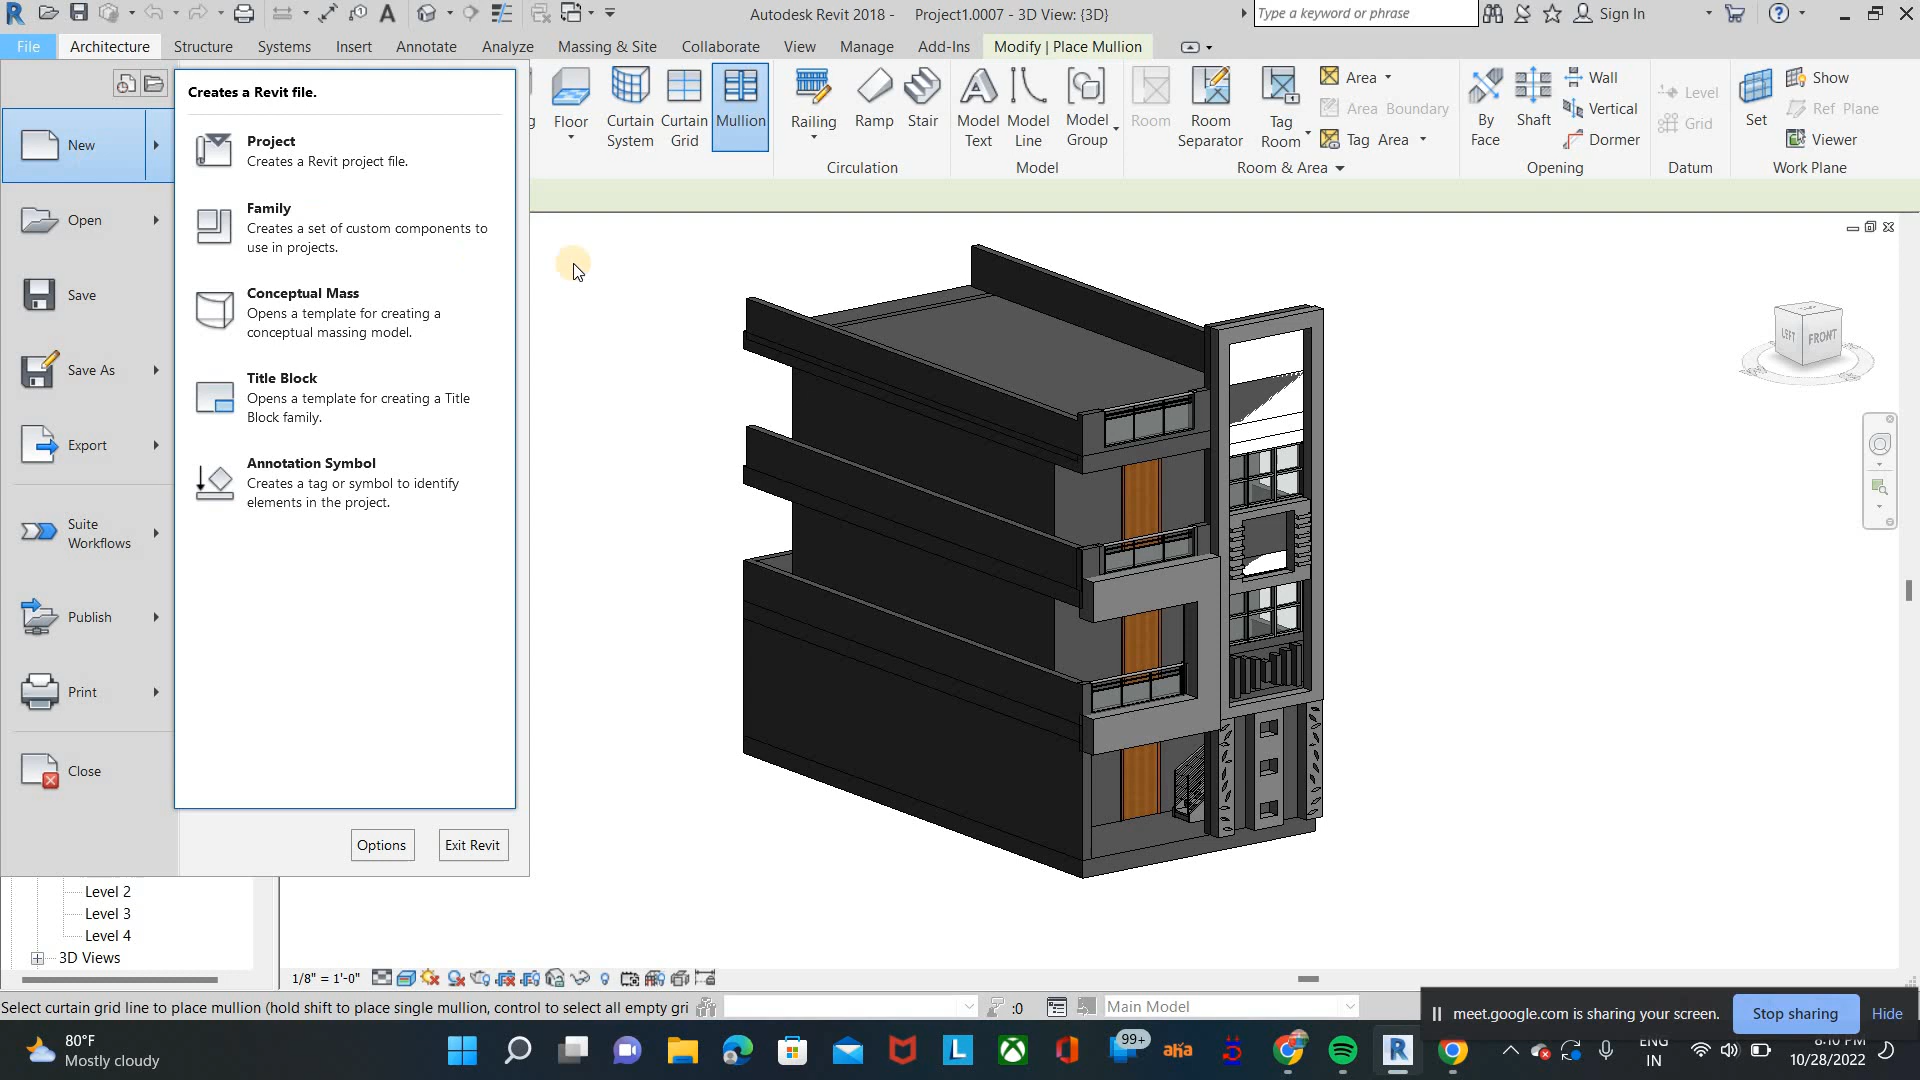 Autodesk Revit 2018 - Project1.0007 - 3D View: {3D}
Type a keyword or phrase
Sign In
File Architecture Structure Systems Insert Annotate Analyze Massing & Site Collaborate View Manage Add-Ins Modify | Place Mullion
Creates a Revit file.
New
Open
Save
Save As
Export
Suite
Workflows
Publish
Print
Close
Project
Creates a Revit project file.
Family
Creates a set of custom components to
use in projects.
Conceptual Mass
Opens a template for creating a
conceptual massing model.
Title Block
Opens a template for creating a Title
Block family.
Annotation Symbol
Creates a tag or symbol to identify
elements in the project.
Options
Exit Revit
Floor
Curtain
System
Curtain
Grid
Mullion
Railing
Ramp
Stair
Circulation
Model
Text
Model
Line
Model
Group
Model
Room
Room
Separator
Tag
Room
Area
Area Boundary
Tag Area
Room & Area
By
Face
Shaft
Wall
Vertical
Dormer
Opening
Level
Grid
Datum
Set
Show
Ref Plane
Viewer
Work Plane
LEFT
FRONT
Level 2
Level 3
Level 4
3D Views
1/8" = 1'-0"
Select curtain grid line to place mullion (hold shift to place single mullion, control to select all empty gri
:0
Main Model
meet.google.com is sharing your screen.
Stop sharing
Hide
80°F
Mostly cloudy
99+
aha
ENG
IN
8:10 PM
10/28/2022